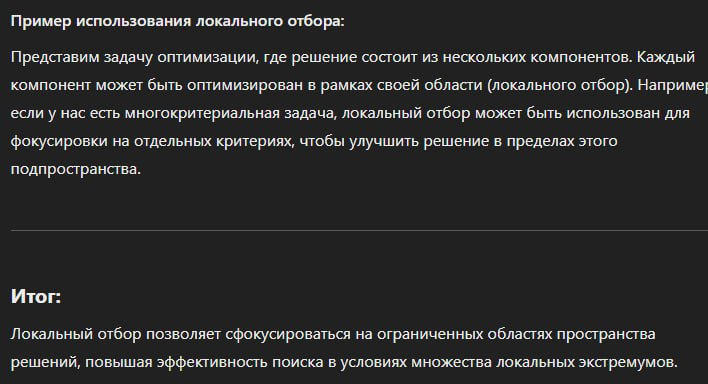 Пример использования локального отбора:
Представим задачу оптимизации, где решение состоит из нескольких компонентов. Каждый
компонент может быть оптимизирован в рамках своей области (локального отбор). Например
если у нас есть многокритериальная задача, локальный отбор может быть использован для
фокусировки на отдельных критериях, чтобы улучшить решение в пределах этого
подпространства.
Итог:
Локальный отбор позволяет сфокусироваться на ограниченных областях пространства
решений, повышая эффективность поиска в условиях множества локальных экстремумов.